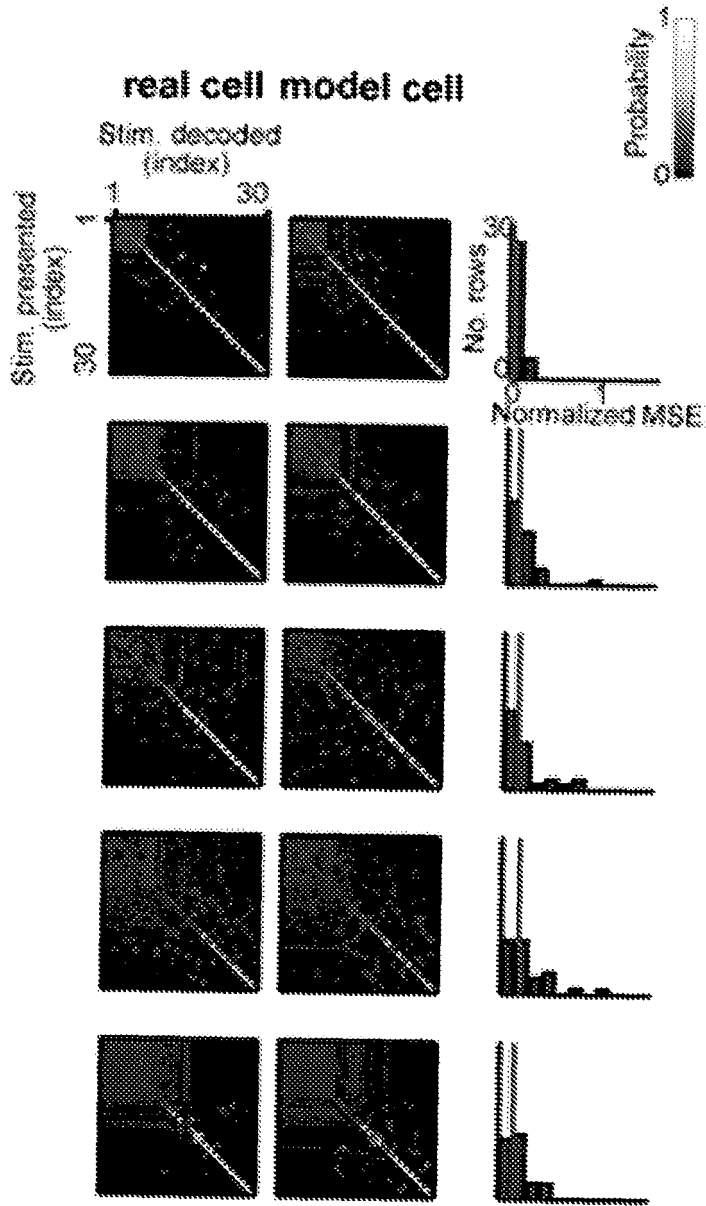 1
Probability
0
real cell model cell
Stim. decoded
(index)
1 30
Stim. presented
(index)
1
30
30
No. rows
0
0 1
Normalized MSE